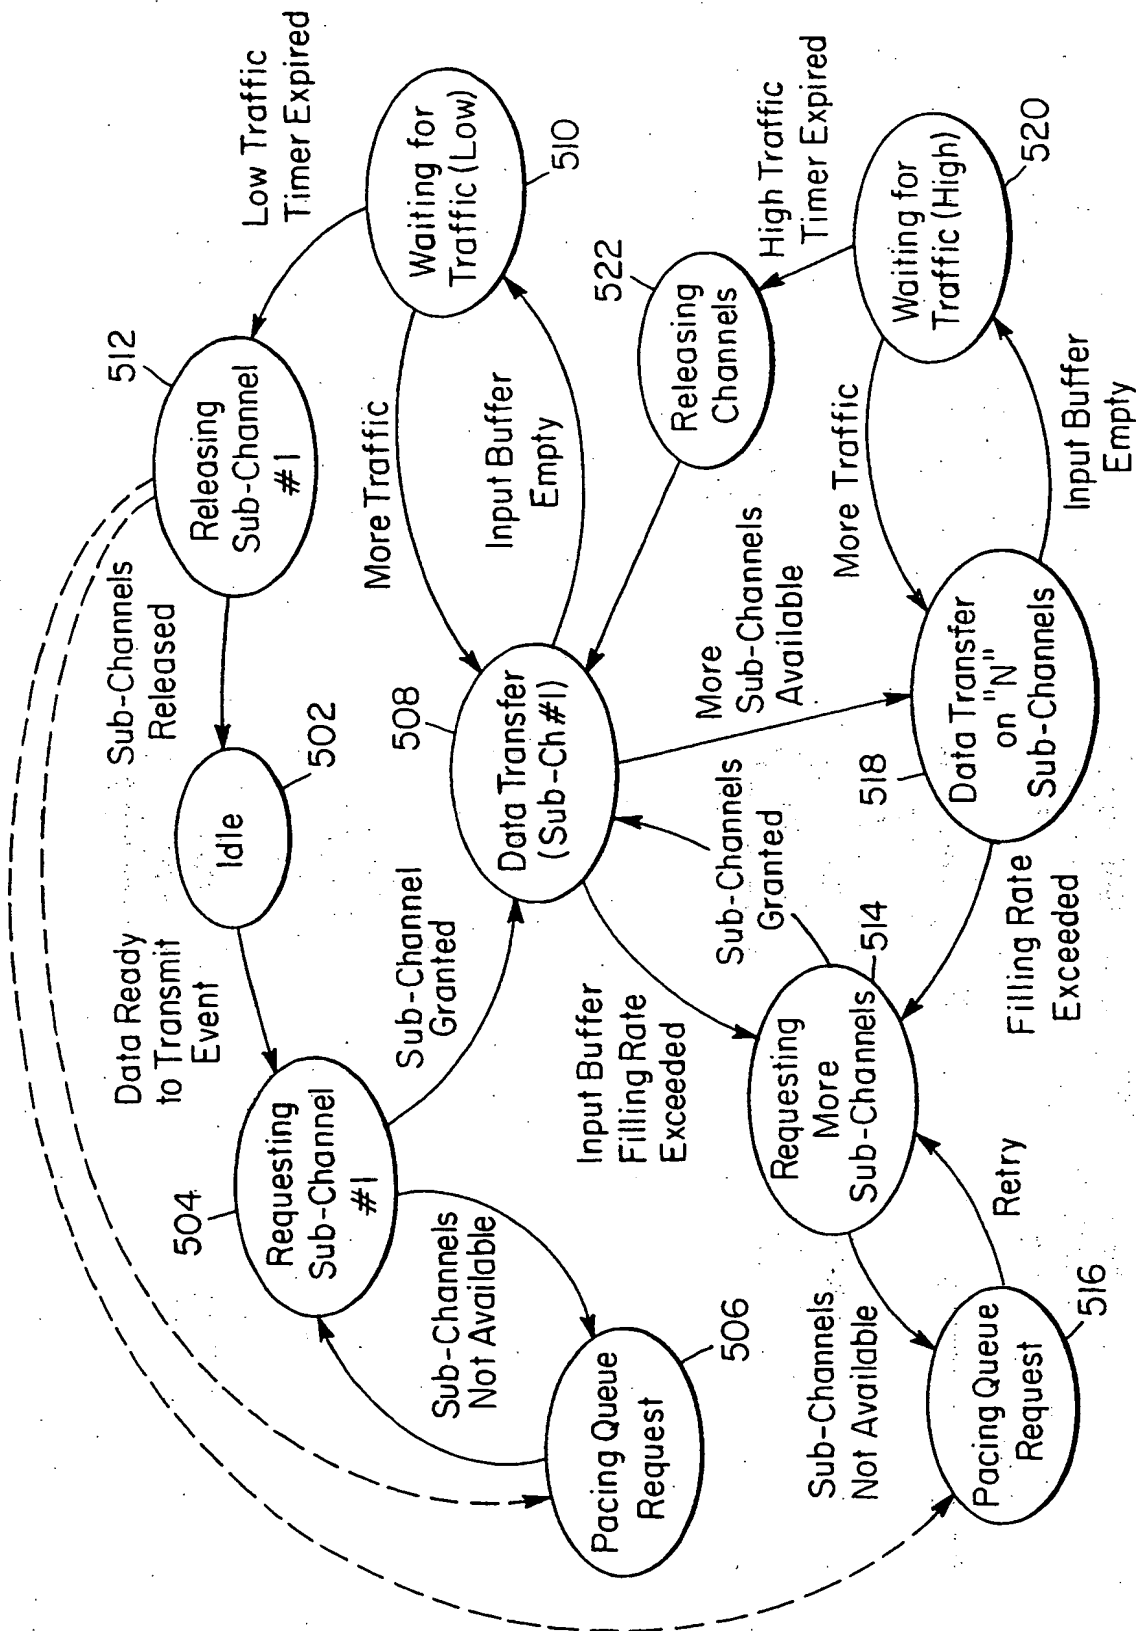 Low Traffic
Timer Expired
512
Releasing
Sub-Channel
#1
Sub-Channels
Released
502
Idle
Data Ready
to Transmit
Event
504
Requesting
Sub-Channel
#1
Waiting for
Traffic (Low)
510
More Traffic
Input Buffer
Empty
508
Data Transfer
(Sub-Ch #1)
Sub-Channel
Granted
Sub-Channels
Not Available
506
Pacing Queue
Request
High Traffic
Timer Expired
522
Releasing
Channels
More
Sub-Channels
Available
Sub-Channels
Granted
Input Buffer
Filling Rate
Exceeded
514
Requesting
More
Sub-Channels
Waiting for
Traffic (High)
520
More Traffic
Input Buffer
Empty
518
Data Transfer
on "N"
Sub-Channels
Filling Rate
Exceeded
Retry
Sub-Channels
Not Available
516
Pacing Queue
Request